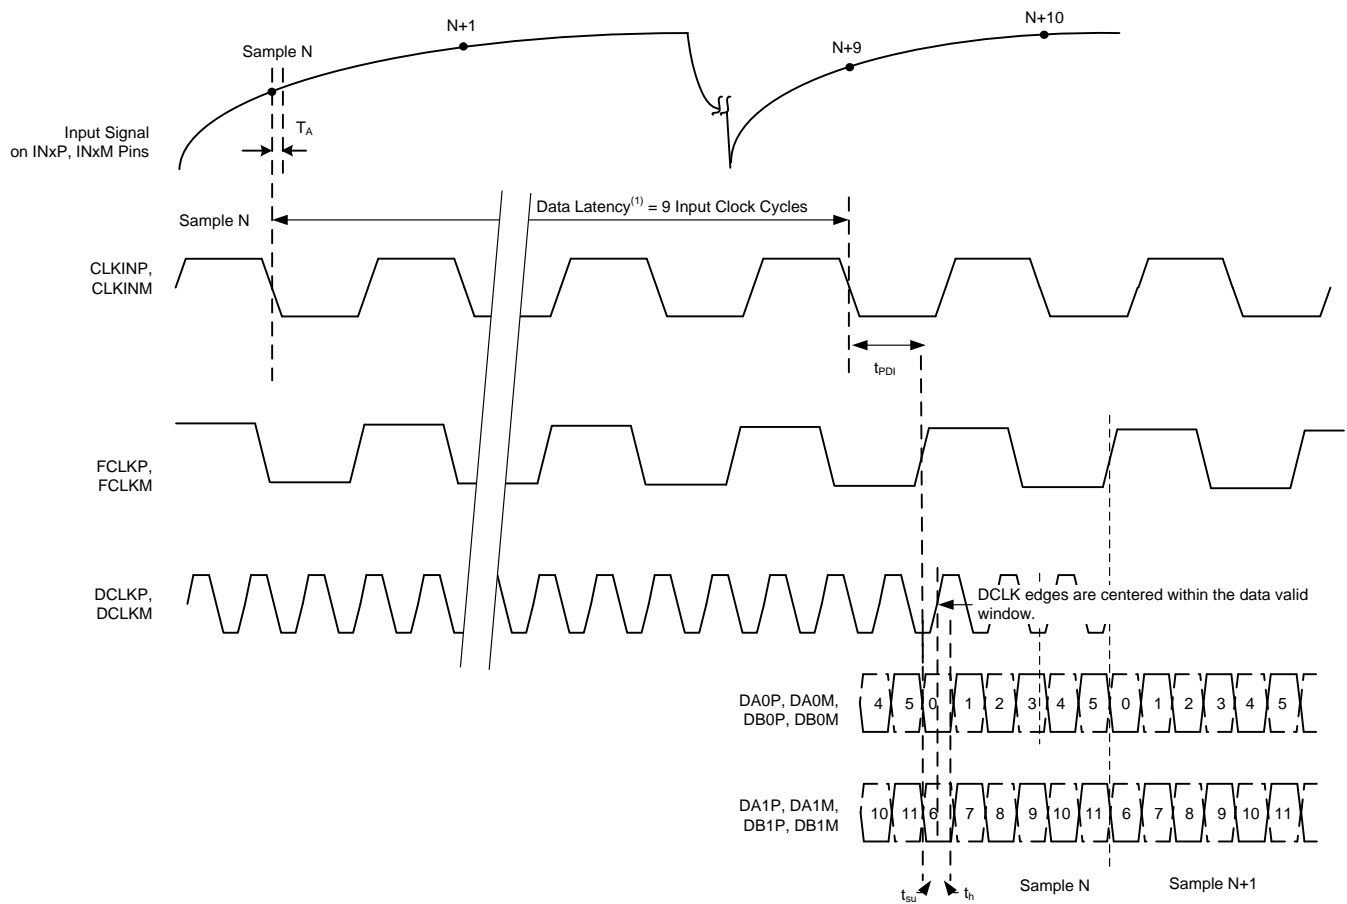 N+1
N+10
Sample N
N+9
T_A
Input Signal
on INxP, INxM Pins
Data Latency(1) = 9 Input Clock Cycles
Sample N
CLKINP,
CLKINM
t_PDI
FCLKP,
FCLKM
DCLKP,
DCLKM
DCLK edges are centered within the data valid
window.
DA0P, DA0M,
DB0P, DB0M
4 5 0 1 2 3 4 5 0 1 2 3 4 5
DA1P, DA1M,
DB1P, DB1M
10 11 6 7 8 9 10 11 6 7 8 9 10 11
t_su
t_h
Sample N
Sample N+1